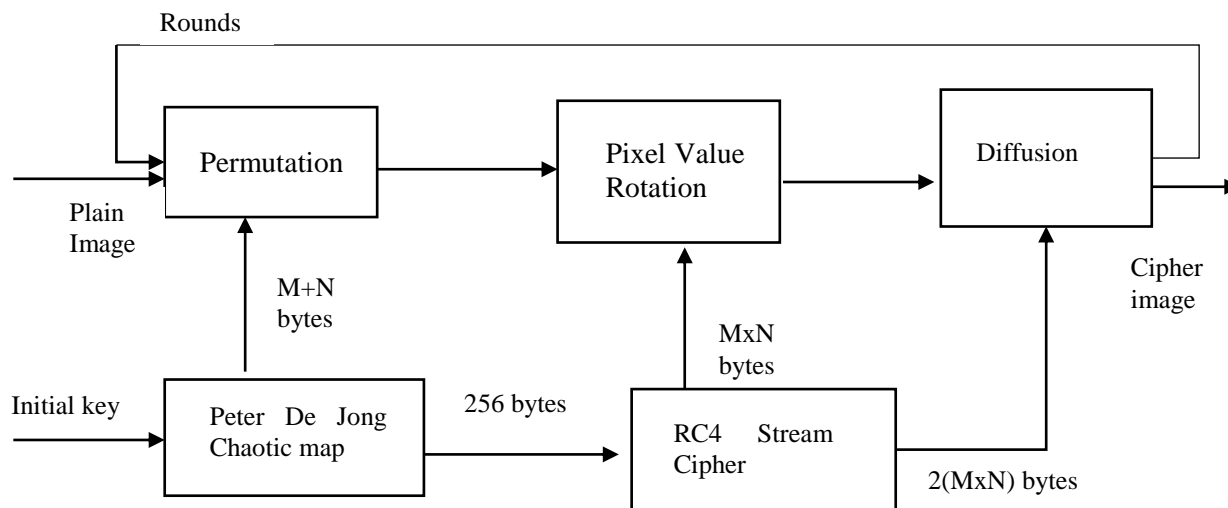 Rounds
Permutation
Pixel Value
Rotation
Diffusion
Plain
Image
Cipher
image
M+N
bytes
MxN
bytes
Initial key
Peter De Jong
Chaotic map
256 bytes
RC4 Stream
Cipher
2(MxN) bytes